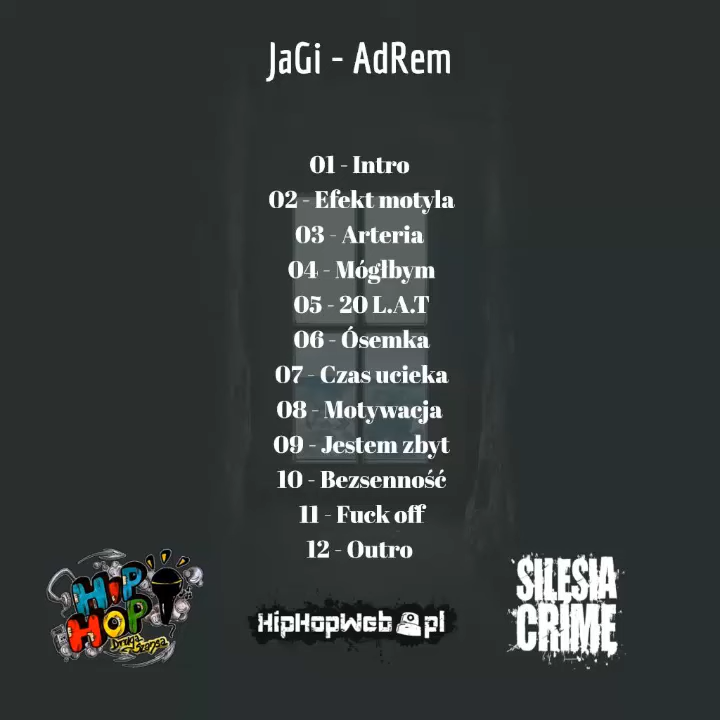 JaGi - AdRem
01 - Intro
02 - Efekt motyla
03 - Arteria
04 - Mógłbym
05 - 20 L.A.T
06 - Ósemka
07 - Czas ucieka
08 - Motywacja
09 - Jestem zbyt
10 - Bezsenność
11 - Fuck off
12 - Outro
HIP
HOP
HipHopWeb.pl
SILESIA
CRIME